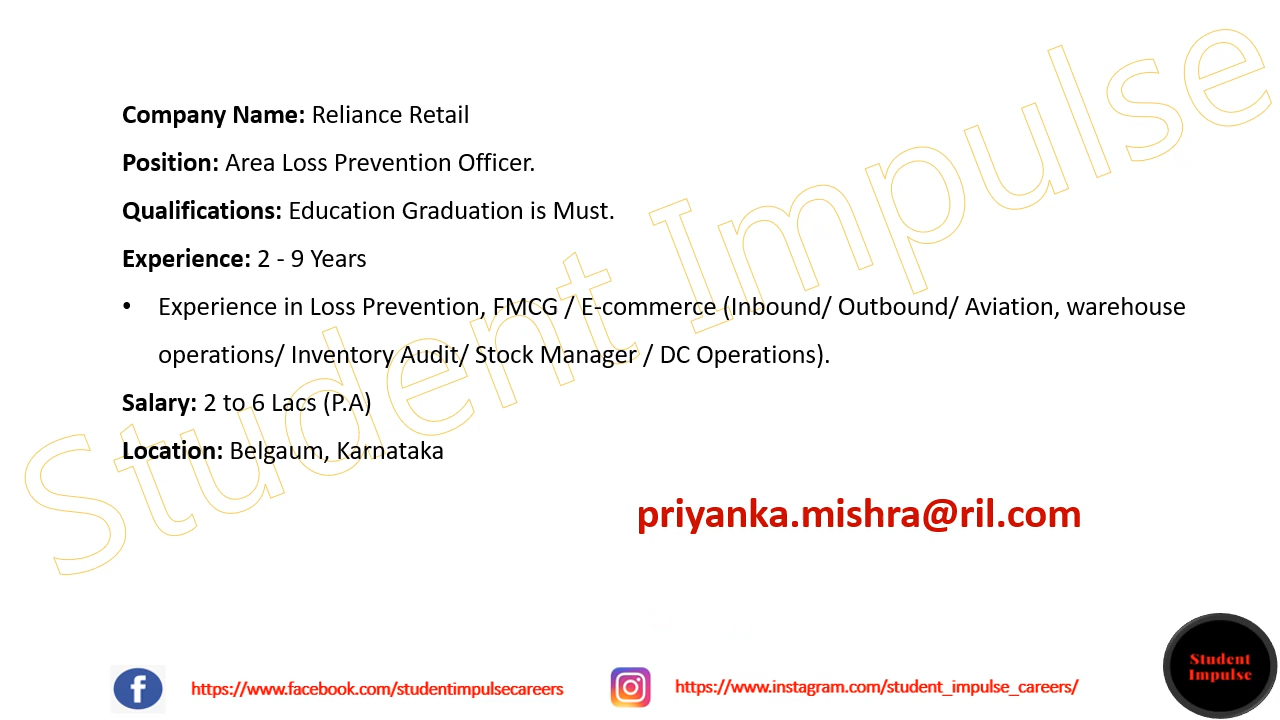 Company Name: Reliance Retail
Position: Area Loss Prevention Officer.
Qualifications: Education Graduation is Must.
Experience: 2 - 9 Years
• Experience in Loss Prevention, FMCG / E-commerce (Inbound/ Outbound/ Aviation, warehouse
operations/ Inventory Audit/ Stock Manager / DC Operations).
Salary: 2 to 6 Lacs (P.A)
Location: Belgaum, Karnataka
priyanka.mishra@ril.com
Student Impulse
https://www.facebook.com/studentimpulsecareers
https://www.instagram.com/student_impulse_careers/
Student
Impulse